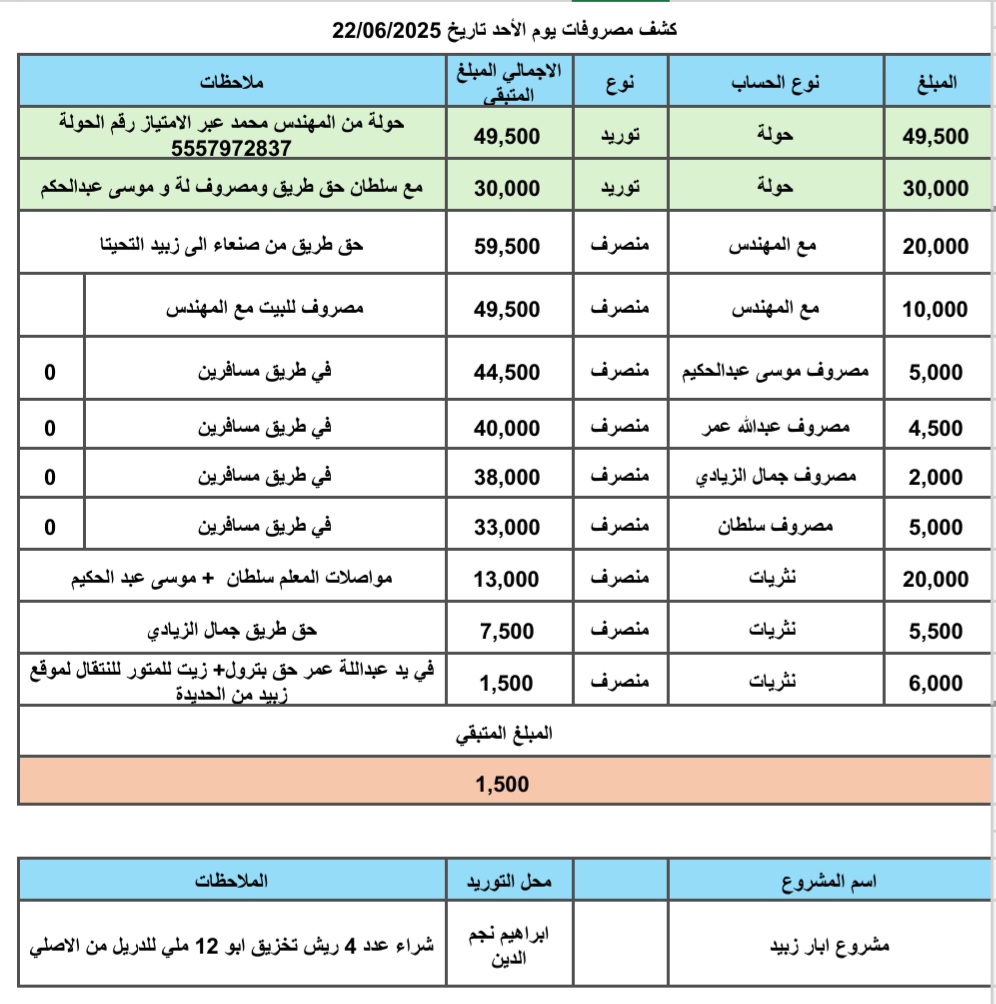 كشف مصروفات يوم الأحد تاريخ 22/06/2025
المبلغ نوع الحساب نوع الاجمالي المبلغ المتبقي ملاحظات
49,500 حولة توريد 49,500 حولة من المهندس محمد عبر الامتياز رقم الحولة 5557972837
30,000 حولة توريد 30,000 مع سلطان حق طريق ومصروف لة و موسى عبدالحكم
20,000 مع المهندس منصرف 59,500 حق طريق من صنعاء الى زبيد التحيتا
10,000 مع المهندس منصرف 49,500 مصروف للبيت مع المهندس
5,000 مصروف موسى عبدالحكيم منصرف 44,500 في طريق مسافرين 0
4,500 مصروف عبدالله عمر منصرف 40,000 في طريق مسافرين 0
2,000 مصروف جمال الزيادي منصرف 38,000 في طريق مسافرين 0
5,000 مصروف سلطان منصرف 33,000 في طريق مسافرين 0
20,000 نثريات منصرف 13,000 مواصلات المعلم سلطان + موسى عبد الحكيم
5,500 نثريات منصرف 7,500 حق طريق جمال الزيادي
6,000 نثريات منصرف 1,500 في يد عبداللة عمر حق بترول+ زيت للمتور للنتقال لموقع زبيد من الحديدة
المبلغ المتبقي
1,500
اسم المشروع محل التوريد الملاحظات
مشروع ابار زبيد ابراهيم نجم الدين شراء عدد 4 ريش تخزيق ابو 12 ملي للدريل من الاصلي